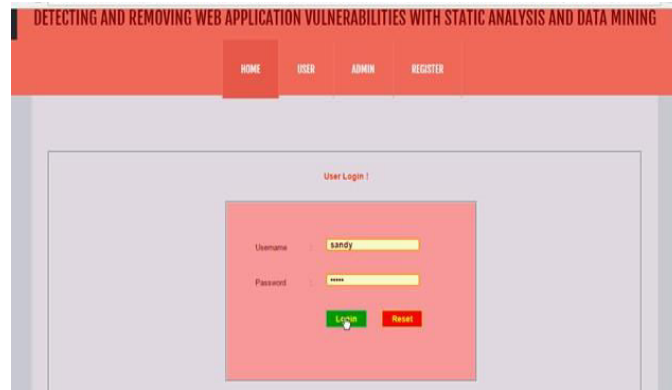 DETECTING AND REMOVING WEB APPLICATION VULNERABILITIES WITH STATIC ANALYSIS AND DATA MINING
HOME USER ADMIN REGISTER
User Login !
Username : sandy
Password : •••••
Login Reset